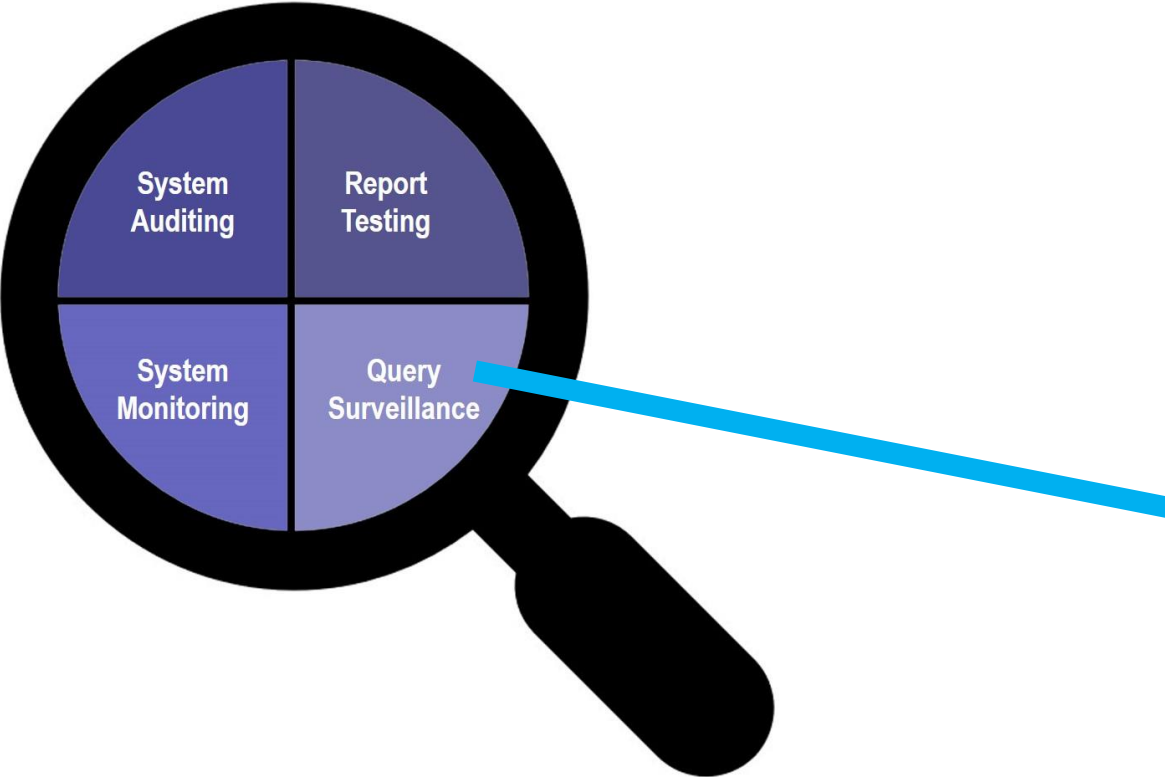 System
Auditing
Report
Testing
System
Monitoring
Query
Surveillance